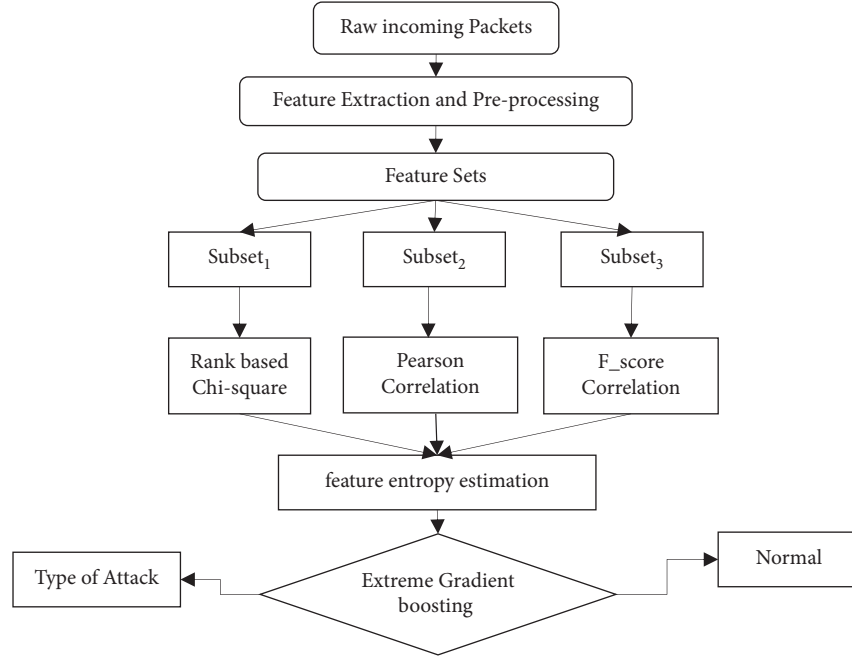 Raw incoming Packets
Feature Extraction and Pre-processing
Feature Sets
Subset₁
Subset₂
Subset₃
Rank based
Chi-square
Pearson
Correlation
F_score
Correlation
feature entropy estimation
Type of Attack
Extreme Gradient
boosting
Normal